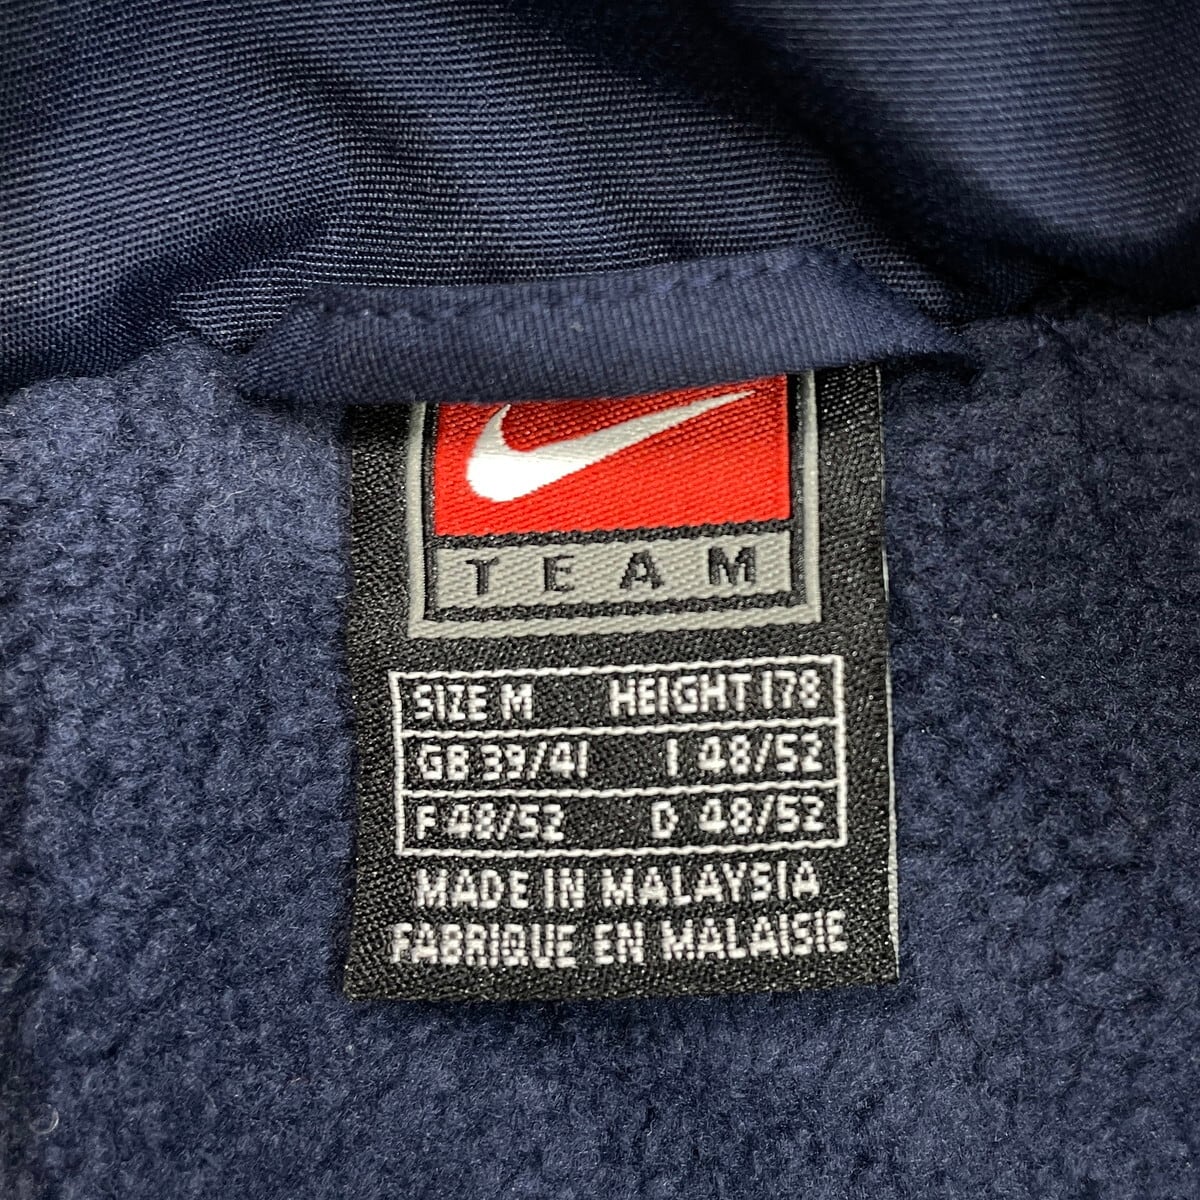 TEAM
SIZE M HEIGHT 178
GB 39/41 I 48/52
F 48/52 D 48/52
MADE IN MALAYSIA
FABRIQUE EN MALAISIE